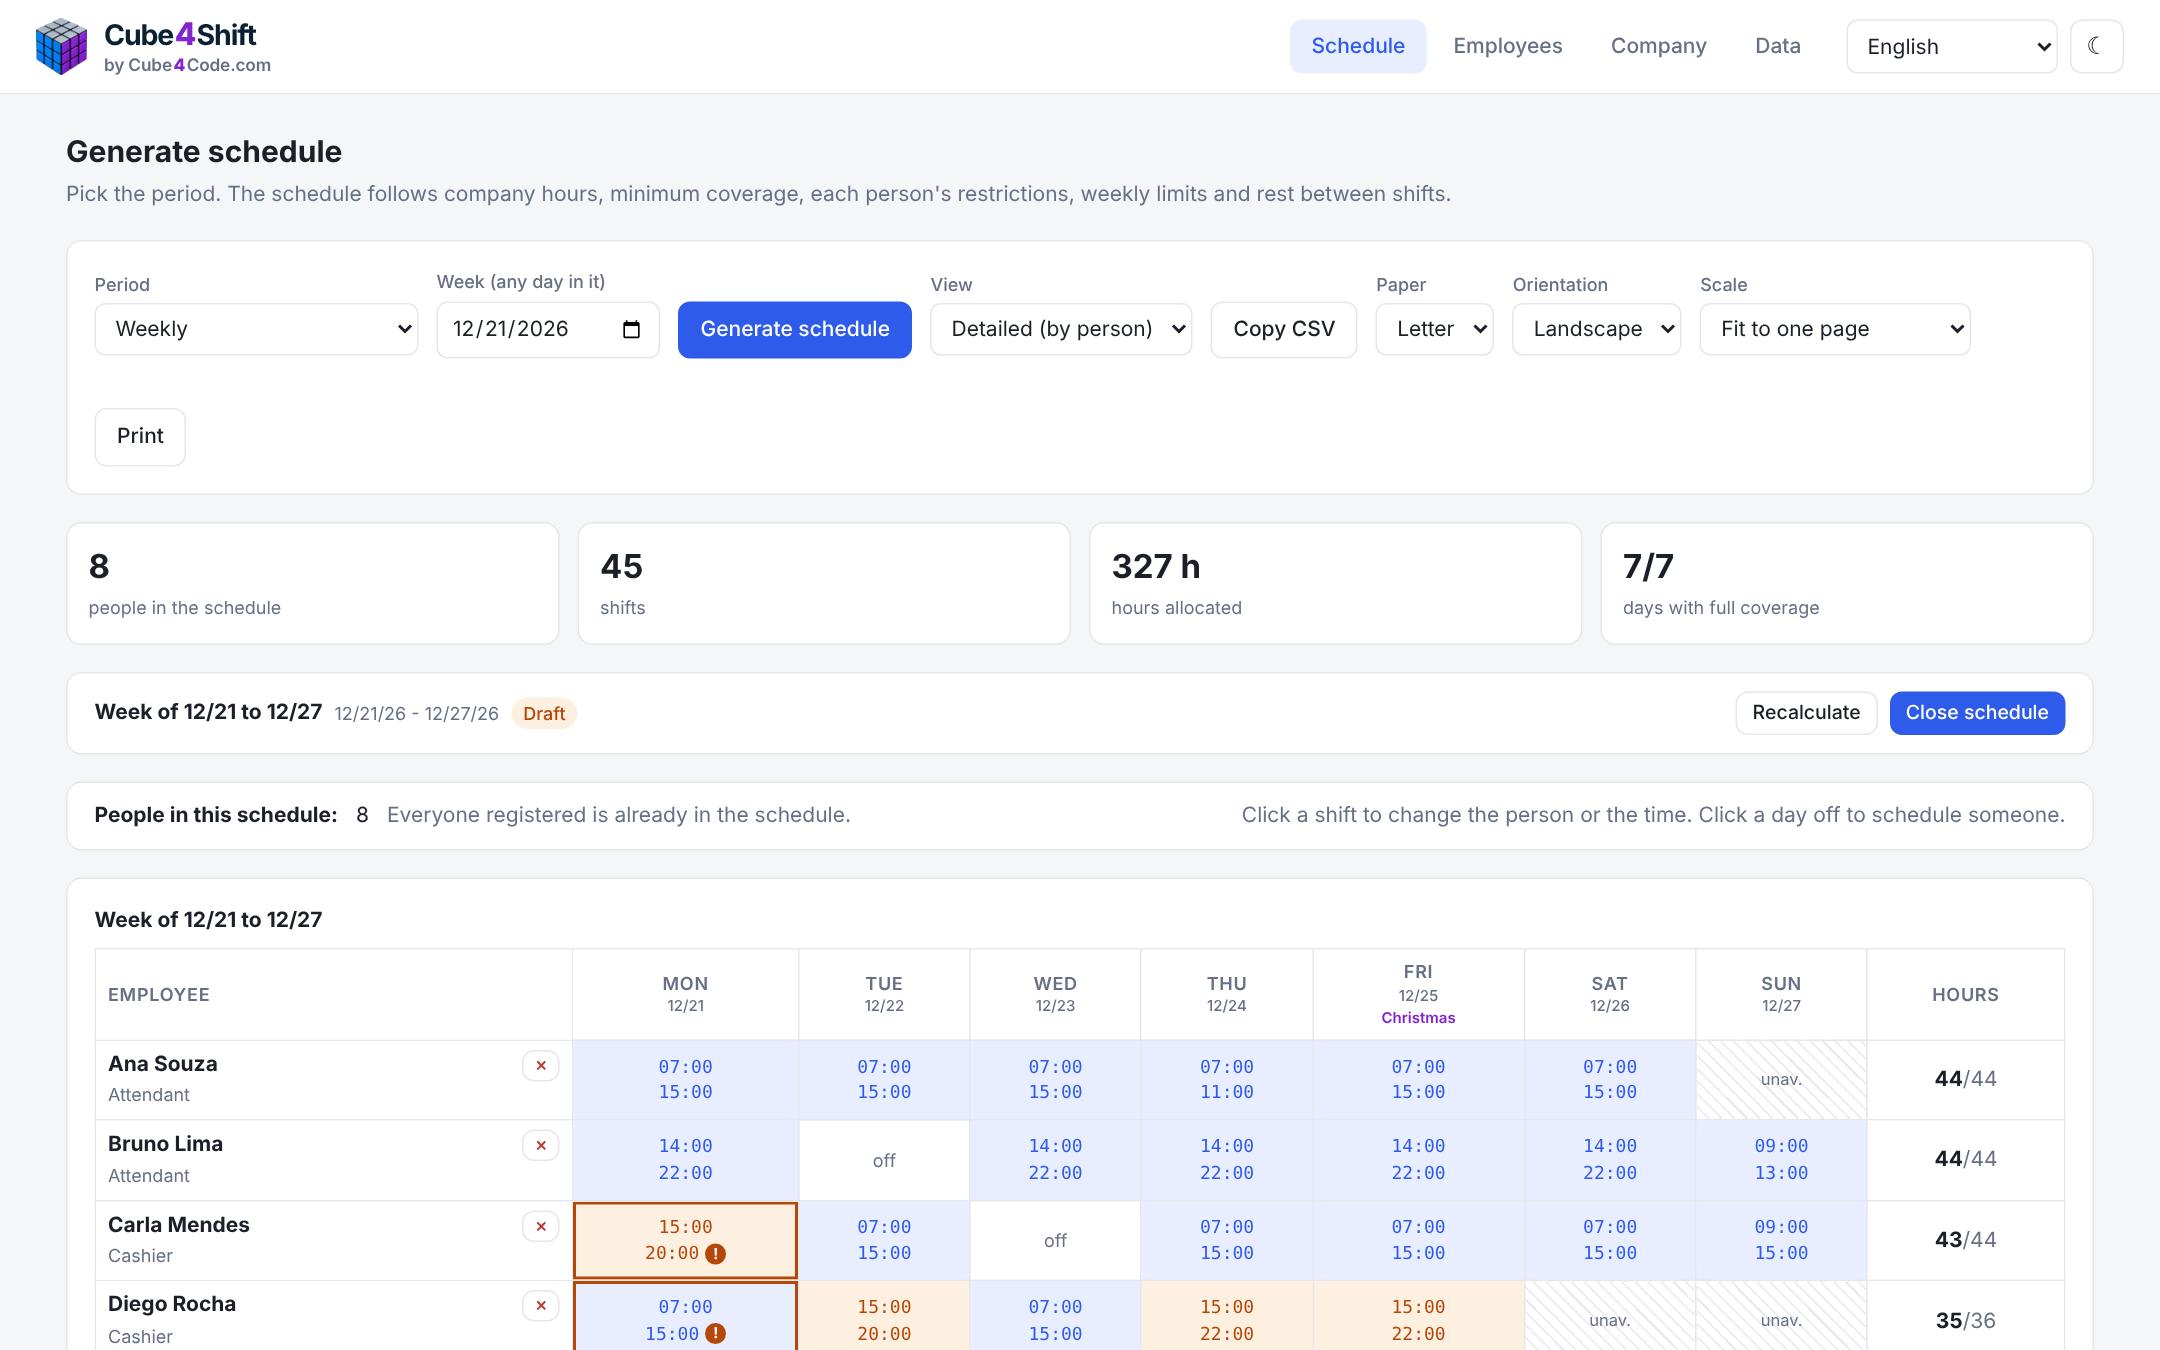 Cube4Shift
by Cube4Code.com
Schedule
Employees
Company
Data
English
Generate schedule
Pick the period. The schedule follows company hours, minimum coverage, each person's restrictions, weekly limits and rest between shifts.
Period
Week (any day in it)
View
Paper
Orientation
Scale
Weekly
12/21/2026
Generate schedule
Detailed (by person)
Copy CSV
Letter
Landscape
Fit to one page
Print
8
people in the schedule
45
shifts
327 h
hours allocated
7/7
days with full coverage
Week of 12/21 to 12/27 12/21/26 - 12/27/26 Draft
Recalculate
Close schedule
People in this schedule: 8 Everyone registered is already in the schedule.
Click a shift to change the person or the time. Click a day off to schedule someone.
Week of 12/21 to 12/27
EMPLOYEE
MON
12/21
TUE
12/22
WED
12/23
THU
12/24
FRI
12/25
Christmas
SAT
12/26
SUN
12/27
HOURS
Ana Souza
Attendant
×
07:00
15:00
07:00
15:00
07:00
15:00
07:00
11:00
07:00
15:00
07:00
15:00
unav.
44/44
Bruno Lima
Attendant
×
14:00
22:00
off
14:00
22:00
14:00
22:00
14:00
22:00
14:00
22:00
09:00
13:00
44/44
Carla Mendes
Cashier
×
15:00
20:00 !
07:00
15:00
off
07:00
15:00
07:00
15:00
07:00
15:00
09:00
15:00
43/44
Diego Rocha
Cashier
×
07:00
15:00 !
15:00
20:00
07:00
15:00
15:00
22:00
15:00
22:00
unav.
unav.
35/36